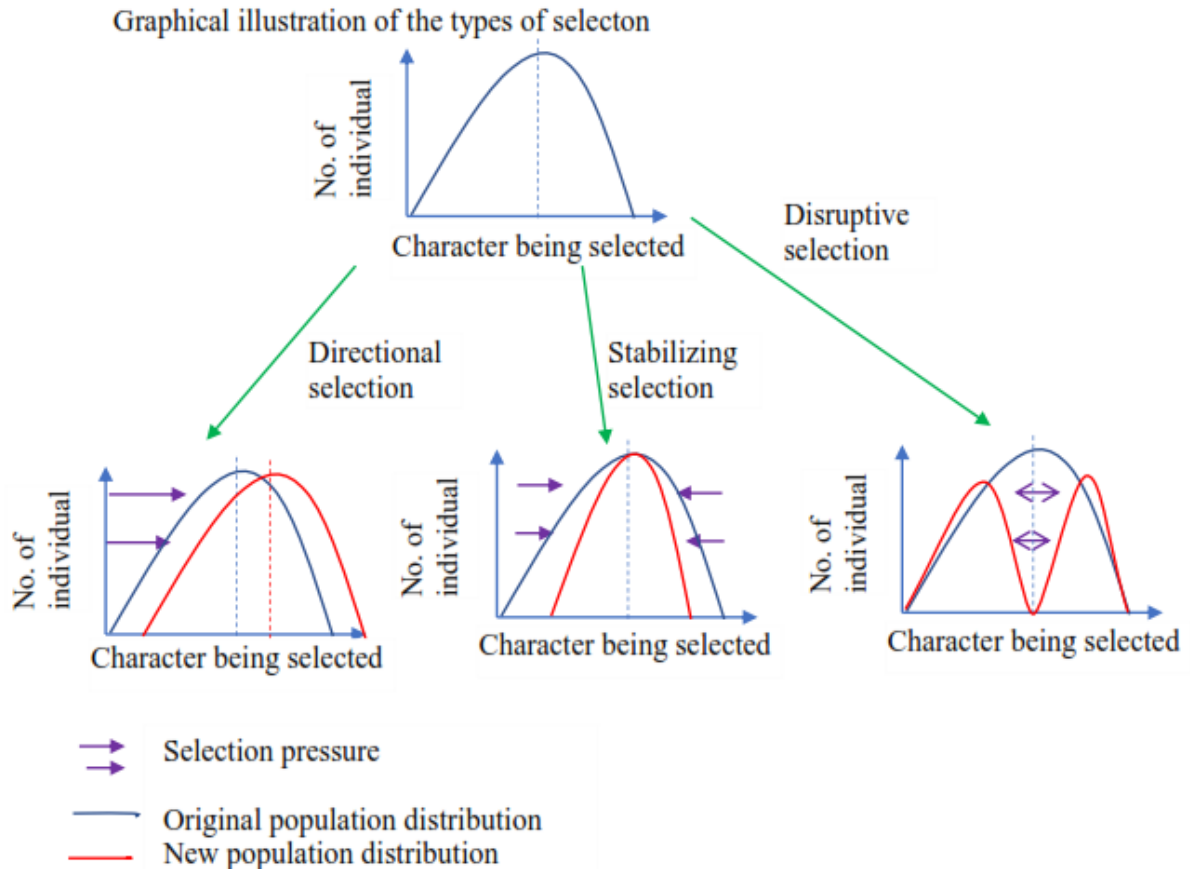 Graphical illustration of the types of selecton
No. of
individual
Character being selected
Disruptive
selection
Directional
selection
Stabilizing
selection
No. of
individual
Character being selected
No. of
individual
Character being selected
No. of
individual
Character being selected
Selection pressure
Original population distribution
New population distribution